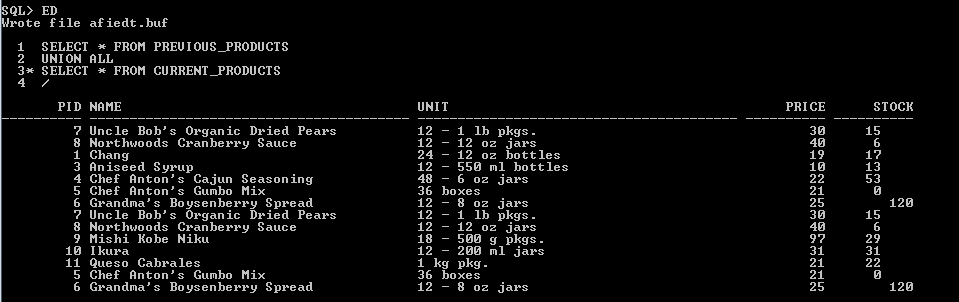 SQL> ED
Wrote file afiedt.buf
1 SELECT * FROM PREVIOUS_PRODUCTS
2 UNION ALL
3* SELECT * FROM CURRENT_PRODUCTS
4 /
PID NAME UNIT PRICE STOCK
7 Uncle Bob's Organic Dried Pears 12 - 1 lb pkgs. 30 15
8 Northwoods Cranberry Sauce 12 - 12 oz jars 40 6
1 Chang 24 - 12 oz bottles 19 17
3 Aniseed Syrup 12 - 550 ml bottles 10 13
4 Chef Anton's Cajun Seasoning 48 - 6 oz jars 22 53
5 Chef Anton's Gumbo Mix 36 boxes 21 0
6 Grandma's Boysenberry Spread 12 - 8 oz jars 25 120
7 Uncle Bob's Organic Dried Pears 12 - 1 lb pkgs. 30 15
8 Northwoods Cranberry Sauce 12 - 12 oz jars 40 6
9 Mishi Kobe Niku 18 - 500 g pkgs. 97 29
10 Ikura 12 - 200 ml jars 31 31
11 Queso Cabrales 1 kg pkg. 21 22
5 Chef Anton's Gumbo Mix 36 boxes 21 0
6 Grandma's Boysenberry Spread 12 - 8 oz jars 25 120